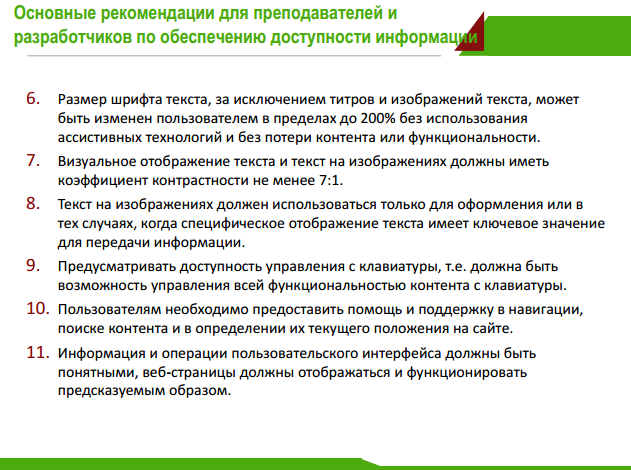 Основные рекомендации для преподавателей и
разработчиков по обеспечению доступности информации
6. Размер шрифта текста, за исключением титров и изображений текста, может
быть изменен пользователем в пределах до 200% без использования
ассистивных технологий и без потери контента или функциональности.
7. Визуальное отображение текста и текст на изображениях должны иметь
коэффициент контрастности не менее 7:1.
8. Текст на изображениях должен использоваться только для оформления или в
тех случаях, когда специфическое отображение текста имеет ключевое значение
для передачи информации.
9. Предусматривать доступность управления с клавиатуры, т.е. должна быть
возможность управления всей функциональностью контента с клавиатуры.
10. Пользователям необходимо предоставить помощь и поддержку в навигации,
поиске контента и в определении их текущего положения на сайте.
11. Информация и операции пользовательского интерфейса должны быть
понятными, веб-страницы должны отображаться и функционировать
предсказуемым образом.